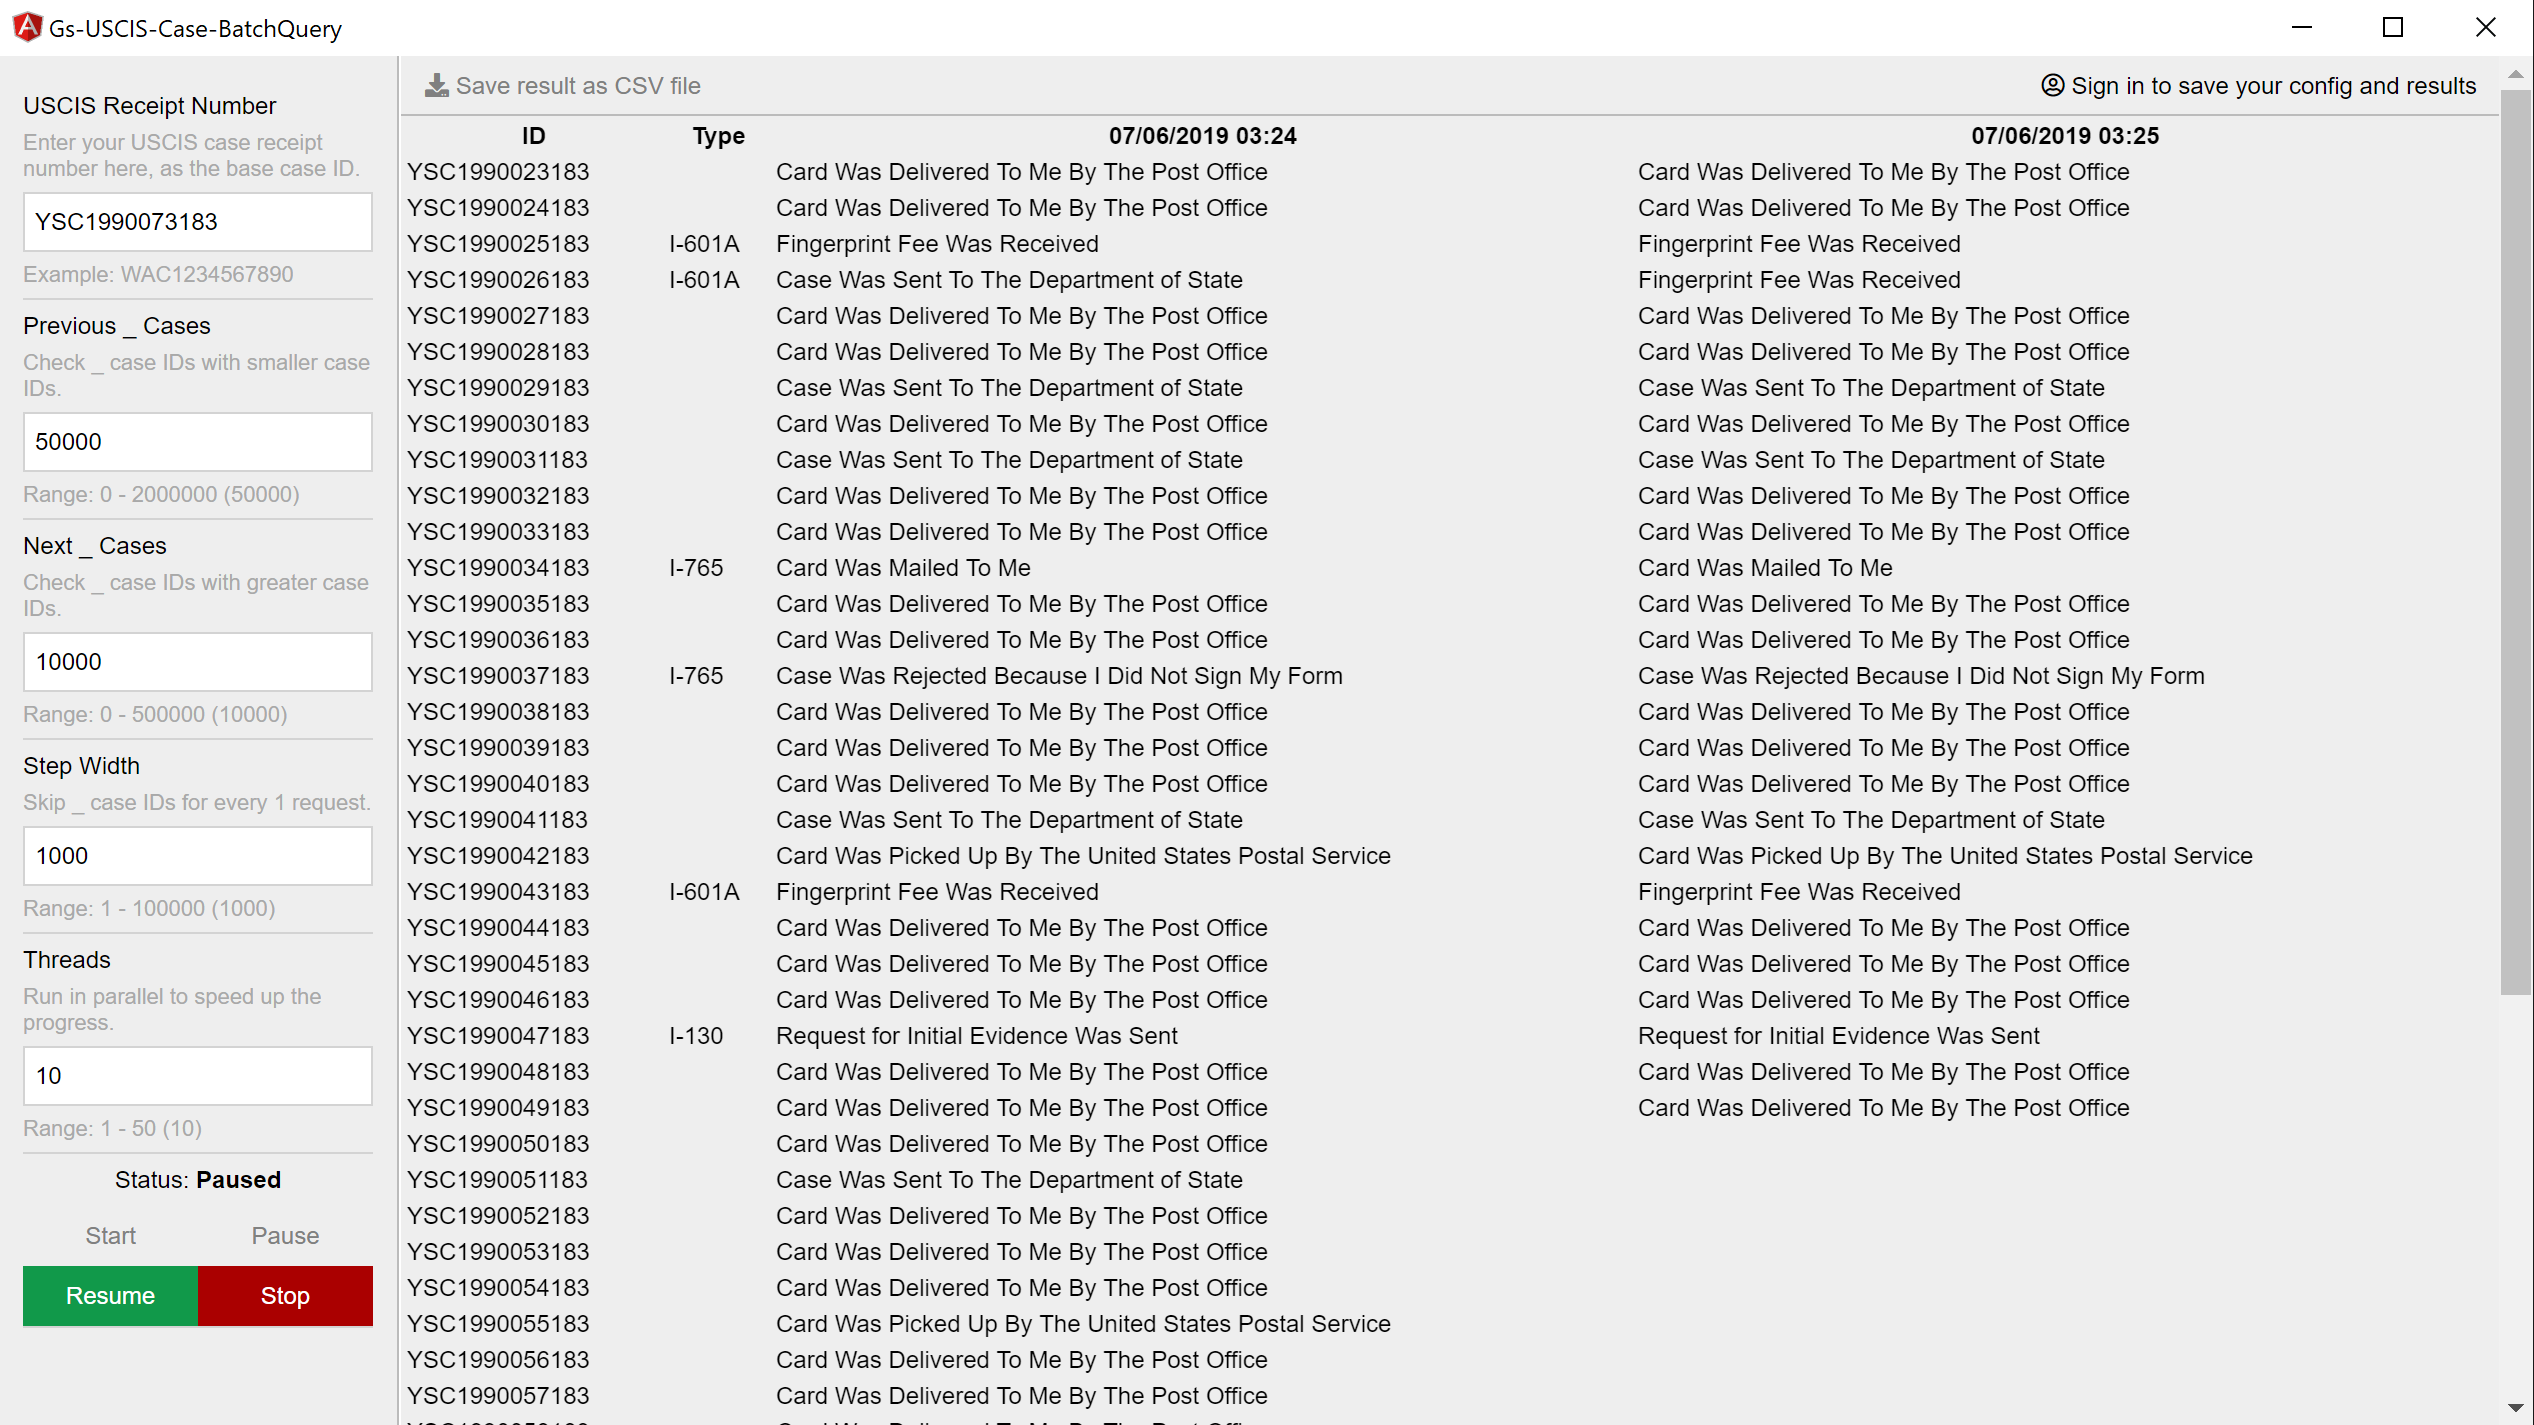 Gs-USCIS-Case-BatchQuery
USCIS Receipt Number
Enter your USCIS case receipt
number here, as the base case ID.
YSC1990073183
Example: WAC1234567890
Previous _ Cases
Check _ case IDs with smaller case
IDs.
50000
Range: 0 - 2000000 (50000)
Next _ Cases
Check _ case IDs with greater case
IDs.
10000
Range: 0 - 500000 (10000)
Step Width
Skip _ case IDs for every 1 request.
1000
Range: 1 - 100000 (1000)
Threads
Run in parallel to speed up the
progress.
10
Range: 1 - 50 (10)
Status: Paused
Start Pause
Resume Stop
Save result as CSV file Sign in to save your config and results
ID Type 07/06/2019 03:24 07/06/2019 03:25
YSC1990023183 Card Was Delivered To Me By The Post Office Card Was Delivered To Me By The Post Office
YSC1990024183 Card Was Delivered To Me By The Post Office Card Was Delivered To Me By The Post Office
YSC1990025183 I-601A Fingerprint Fee Was Received Fingerprint Fee Was Received
YSC1990026183 I-601A Case Was Sent To The Department of State Fingerprint Fee Was Received
YSC1990027183 Card Was Delivered To Me By The Post Office Card Was Delivered To Me By The Post Office
YSC1990028183 Card Was Delivered To Me By The Post Office Card Was Delivered To Me By The Post Office
YSC1990029183 Case Was Sent To The Department of State Case Was Sent To The Department of State
YSC1990030183 Card Was Delivered To Me By The Post Office Card Was Delivered To Me By The Post Office
YSC1990031183 Case Was Sent To The Department of State Case Was Sent To The Department of State
YSC1990032183 Card Was Delivered To Me By The Post Office Card Was Delivered To Me By The Post Office
YSC1990033183 Card Was Delivered To Me By The Post Office Card Was Delivered To Me By The Post Office
YSC1990034183 I-765 Card Was Mailed To Me Card Was Mailed To Me
YSC1990035183 Card Was Delivered To Me By The Post Office Card Was Delivered To Me By The Post Office
YSC1990036183 Card Was Delivered To Me By The Post Office Card Was Delivered To Me By The Post Office
YSC1990037183 I-765 Case Was Rejected Because I Did Not Sign My Form Case Was Rejected Because I Did Not Sign My Form
YSC1990038183 Card Was Delivered To Me By The Post Office Card Was Delivered To Me By The Post Office
YSC1990039183 Card Was Delivered To Me By The Post Office Card Was Delivered To Me By The Post Office
YSC1990040183 Card Was Delivered To Me By The Post Office Card Was Delivered To Me By The Post Office
YSC1990041183 Case Was Sent To The Department of State Case Was Sent To The Department of State
YSC1990042183 Card Was Picked Up By The United States Postal Service Card Was Picked Up By The United States Postal Service
YSC1990043183 I-601A Fingerprint Fee Was Received Fingerprint Fee Was Received
YSC1990044183 Card Was Delivered To Me By The Post Office Card Was Delivered To Me By The Post Office
YSC1990045183 Card Was Delivered To Me By The Post Office Card Was Delivered To Me By The Post Office
YSC1990046183 Card Was Delivered To Me By The Post Office Card Was Delivered To Me By The Post Office
YSC1990047183 I-130 Request for Initial Evidence Was Sent Request for Initial Evidence Was Sent
YSC1990048183 Card Was Delivered To Me By The Post Office Card Was Delivered To Me By The Post Office
YSC1990049183 Card Was Delivered To Me By The Post Office Card Was Delivered To Me By The Post Office
YSC1990050183 Card Was Delivered To Me By The Post Office
YSC1990051183 Case Was Sent To The Department of State
YSC1990052183 Card Was Delivered To Me By The Post Office
YSC1990053183 Card Was Delivered To Me By The Post Office
YSC1990054183 Card Was Delivered To Me By The Post Office
YSC1990055183 Card Was Picked Up By The United States Postal Service
YSC1990056183 Card Was Delivered To Me By The Post Office
YSC1990057183 Card Was Delivered To Me By The Post Office